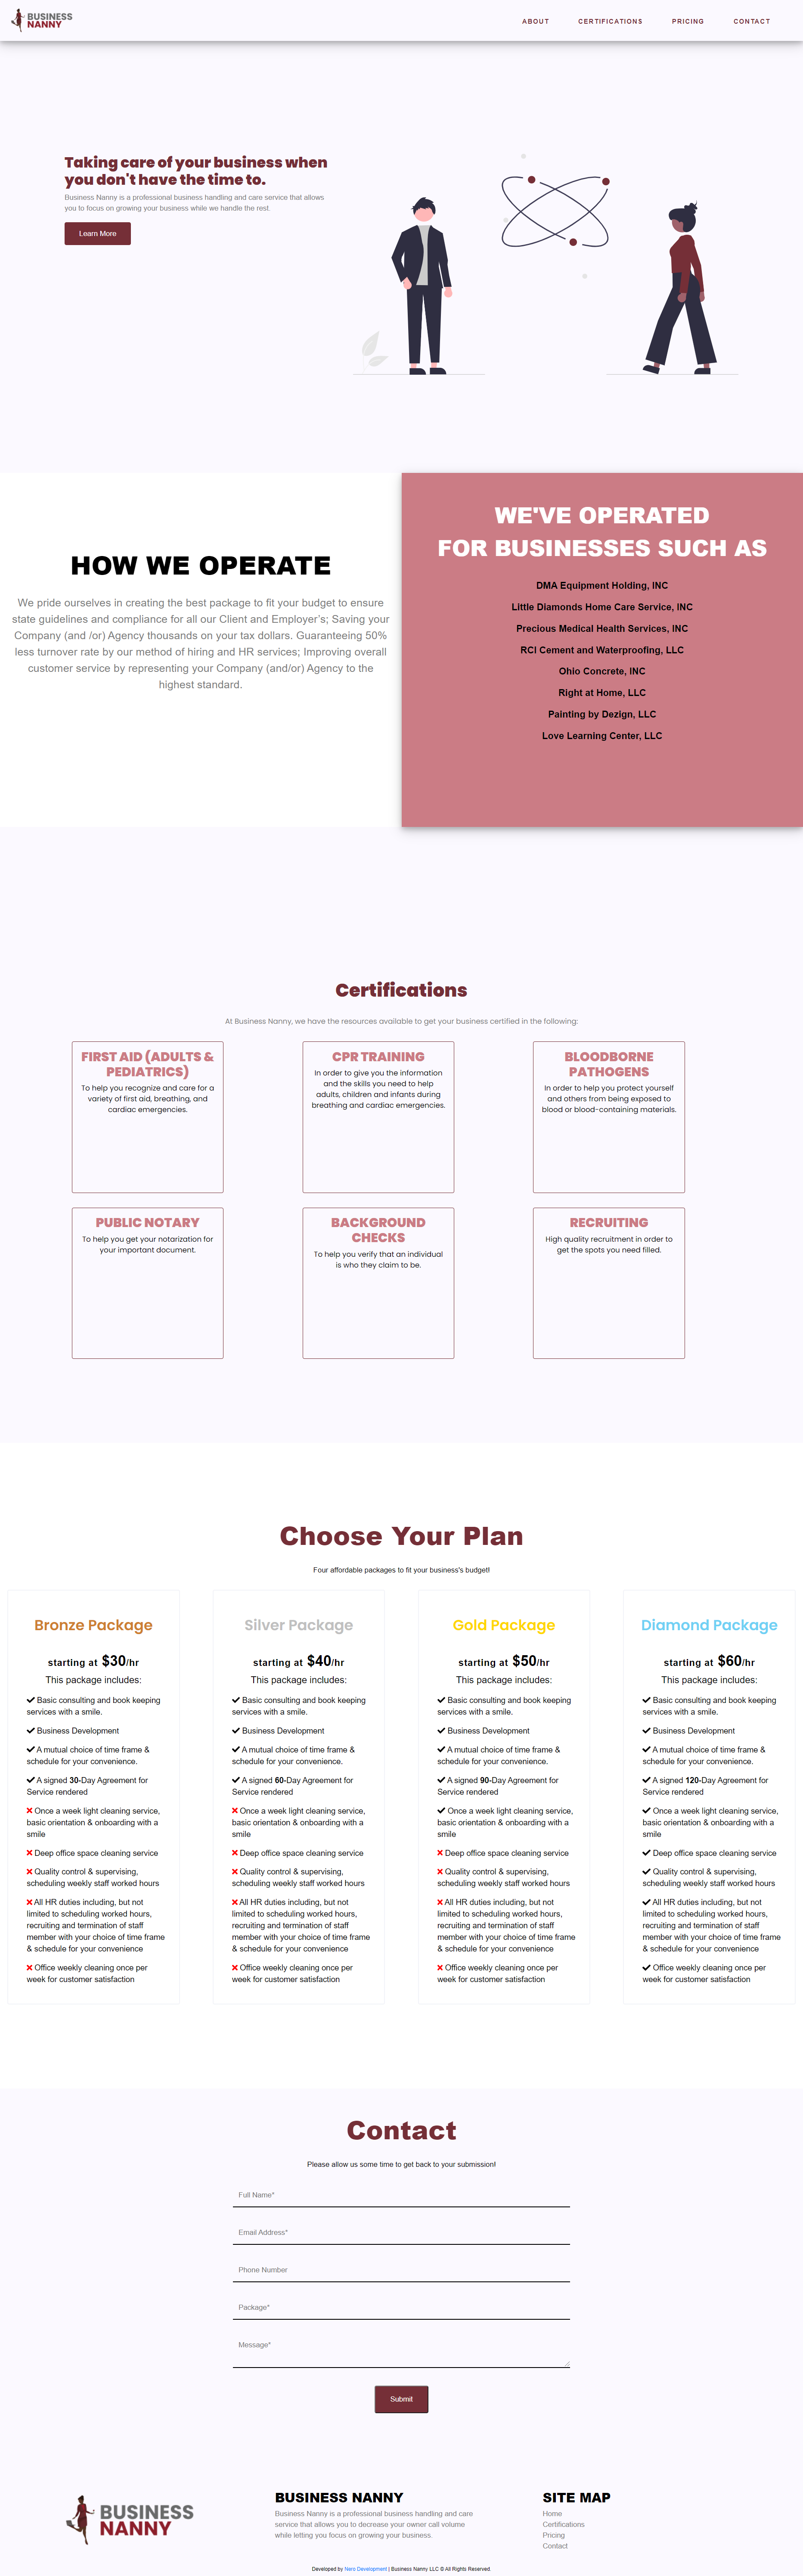 BUSINESS
NANNY
ABOUT
CERTIFICATIONS
PRICING
CONTACT
Taking care of your business when
you don't have the time to.
Business Nanny is a professional business handling and care service that allows
you to focus on growing your business while we handle the rest.
Learn More
HOW WE OPERATE
We pride ourselves in creating the best package to fit your budget to ensure
state guidelines and compliance for all our Client and Employer's; Saving your
Company (and /or) Agency thousands on your tax dollars. Guaranteeing 50%
less turnover rate by our method of hiring and HR services; Improving overall
customer service by representing your Company (and/or) Agency to the
highest standard.
WE'VE OPERATED
FOR BUSINESSES SUCH AS
DMA Equipment Holding, INC
Little Diamonds Home Care Service, INC
Precious Medical Health Services, INC
RCI Cement and Waterproofing, LLC
Ohio Concrete, INC
Right at Home, LLC
Painting by Dezign, LLC
Love Learning Center, LLC
Certifications
At Business Nanny, we have the resources available to get your business certified in the following:
FIRST AID (ADULTS &
PEDIATRICS)
To help you recognize and care for a
variety of first aid, breathing, and
cardiac emergencies.
CPR TRAINING
In order to give you the information
and the skills you need to help
adults, children and infants during
breathing and cardiac emergencies.
BLOODBORNE
PATHOGENS
In order to help you protect yourself
and others from being exposed to
blood or blood-containing materials.
PUBLIC NOTARY
To help you get your notarization for
your important document.
BACKGROUND
CHECKS
To help you verify that an individual
is who they claim to be.
RECRUITING
High quality recruitment in order to
get the spots you need filled.
Choose Your Plan
Four affordable packages to fit your business's budget!
Bronze Package
starting at $30/hr
This package includes:
✔ Basic consulting and book keeping
services with a smile.
✔ Business Development
✔ A mutual choice of time frame &
schedule for your convenience.
✔ A signed 30-Day Agreement for
Service rendered
✖ Once a week light cleaning service,
basic orientation & onboarding with a
smile
✖ Deep office space cleaning service
✖ Quality control & supervising,
scheduling weekly staff worked hours
✖ All HR duties including, but not
limited to scheduling worked hours,
recruiting and termination of staff
member with your choice of time frame
& schedule for your convenience
✖ Office weekly cleaning once per
week for customer satisfaction
Silver Package
starting at $40/hr
This package includes:
✔ Basic consulting and book keeping
services with a smile.
✔ Business Development
✔ A mutual choice of time frame &
schedule for your convenience.
✔ A signed 60-Day Agreement for
Service rendered
✖ Once a week light cleaning service,
basic orientation & onboarding with a
smile
✖ Deep office space cleaning service
✖ Quality control & supervising,
scheduling weekly staff worked hours
✖ All HR duties including, but not
limited to scheduling worked hours,
recruiting and termination of staff
member with your choice of time frame
& schedule for your convenience
✖ Office weekly cleaning once per
week for customer satisfaction
Gold Package
starting at $50/hr
This package includes:
✔ Basic consulting and book keeping
services with a smile.
✔ Business Development
✔ A mutual choice of time frame &
schedule for your convenience.
✔ A signed 90-Day Agreement for
Service rendered
✔ Once a week light cleaning service,
basic orientation & onboarding with a
smile
✖ Deep office space cleaning service
✖ Quality control & supervising,
scheduling weekly staff worked hours
✖ All HR duties including, but not
limited to scheduling worked hours,
recruiting and termination of staff
member with your choice of time frame
& schedule for your convenience
✖ Office weekly cleaning once per
week for customer satisfaction
Diamond Package
starting at $60/hr
This package includes:
✔ Basic consulting and book keeping
services with a smile.
✔ Business Development
✔ A mutual choice of time frame &
schedule for your convenience.
✔ A signed 120-Day Agreement for
Service rendered
✔ Once a week light cleaning service,
basic orientation & onboarding with a
smile
✔ Deep office space cleaning service
✔ Quality control & supervising,
scheduling weekly staff worked hours
✔ All HR duties including, but not
limited to scheduling worked hours,
recruiting and termination of staff
member with your choice of time frame
& schedule for your convenience
✔ Office weekly cleaning once per
week for customer satisfaction
Contact
Please allow us some time to get back to your submission!
Full Name*
Email Address*
Phone Number
Package*
Message*
Submit
BUSINESS
NANNY
BUSINESS NANNY
Business Nanny is a professional business handling and care
service that allows you to decrease your owner call volume
while letting you focus on growing your business
SITE MAP
Home
Certifications
Pricing
Contact
Developed by Nero Development | Business Nanny LLC © All Rights Reserved.